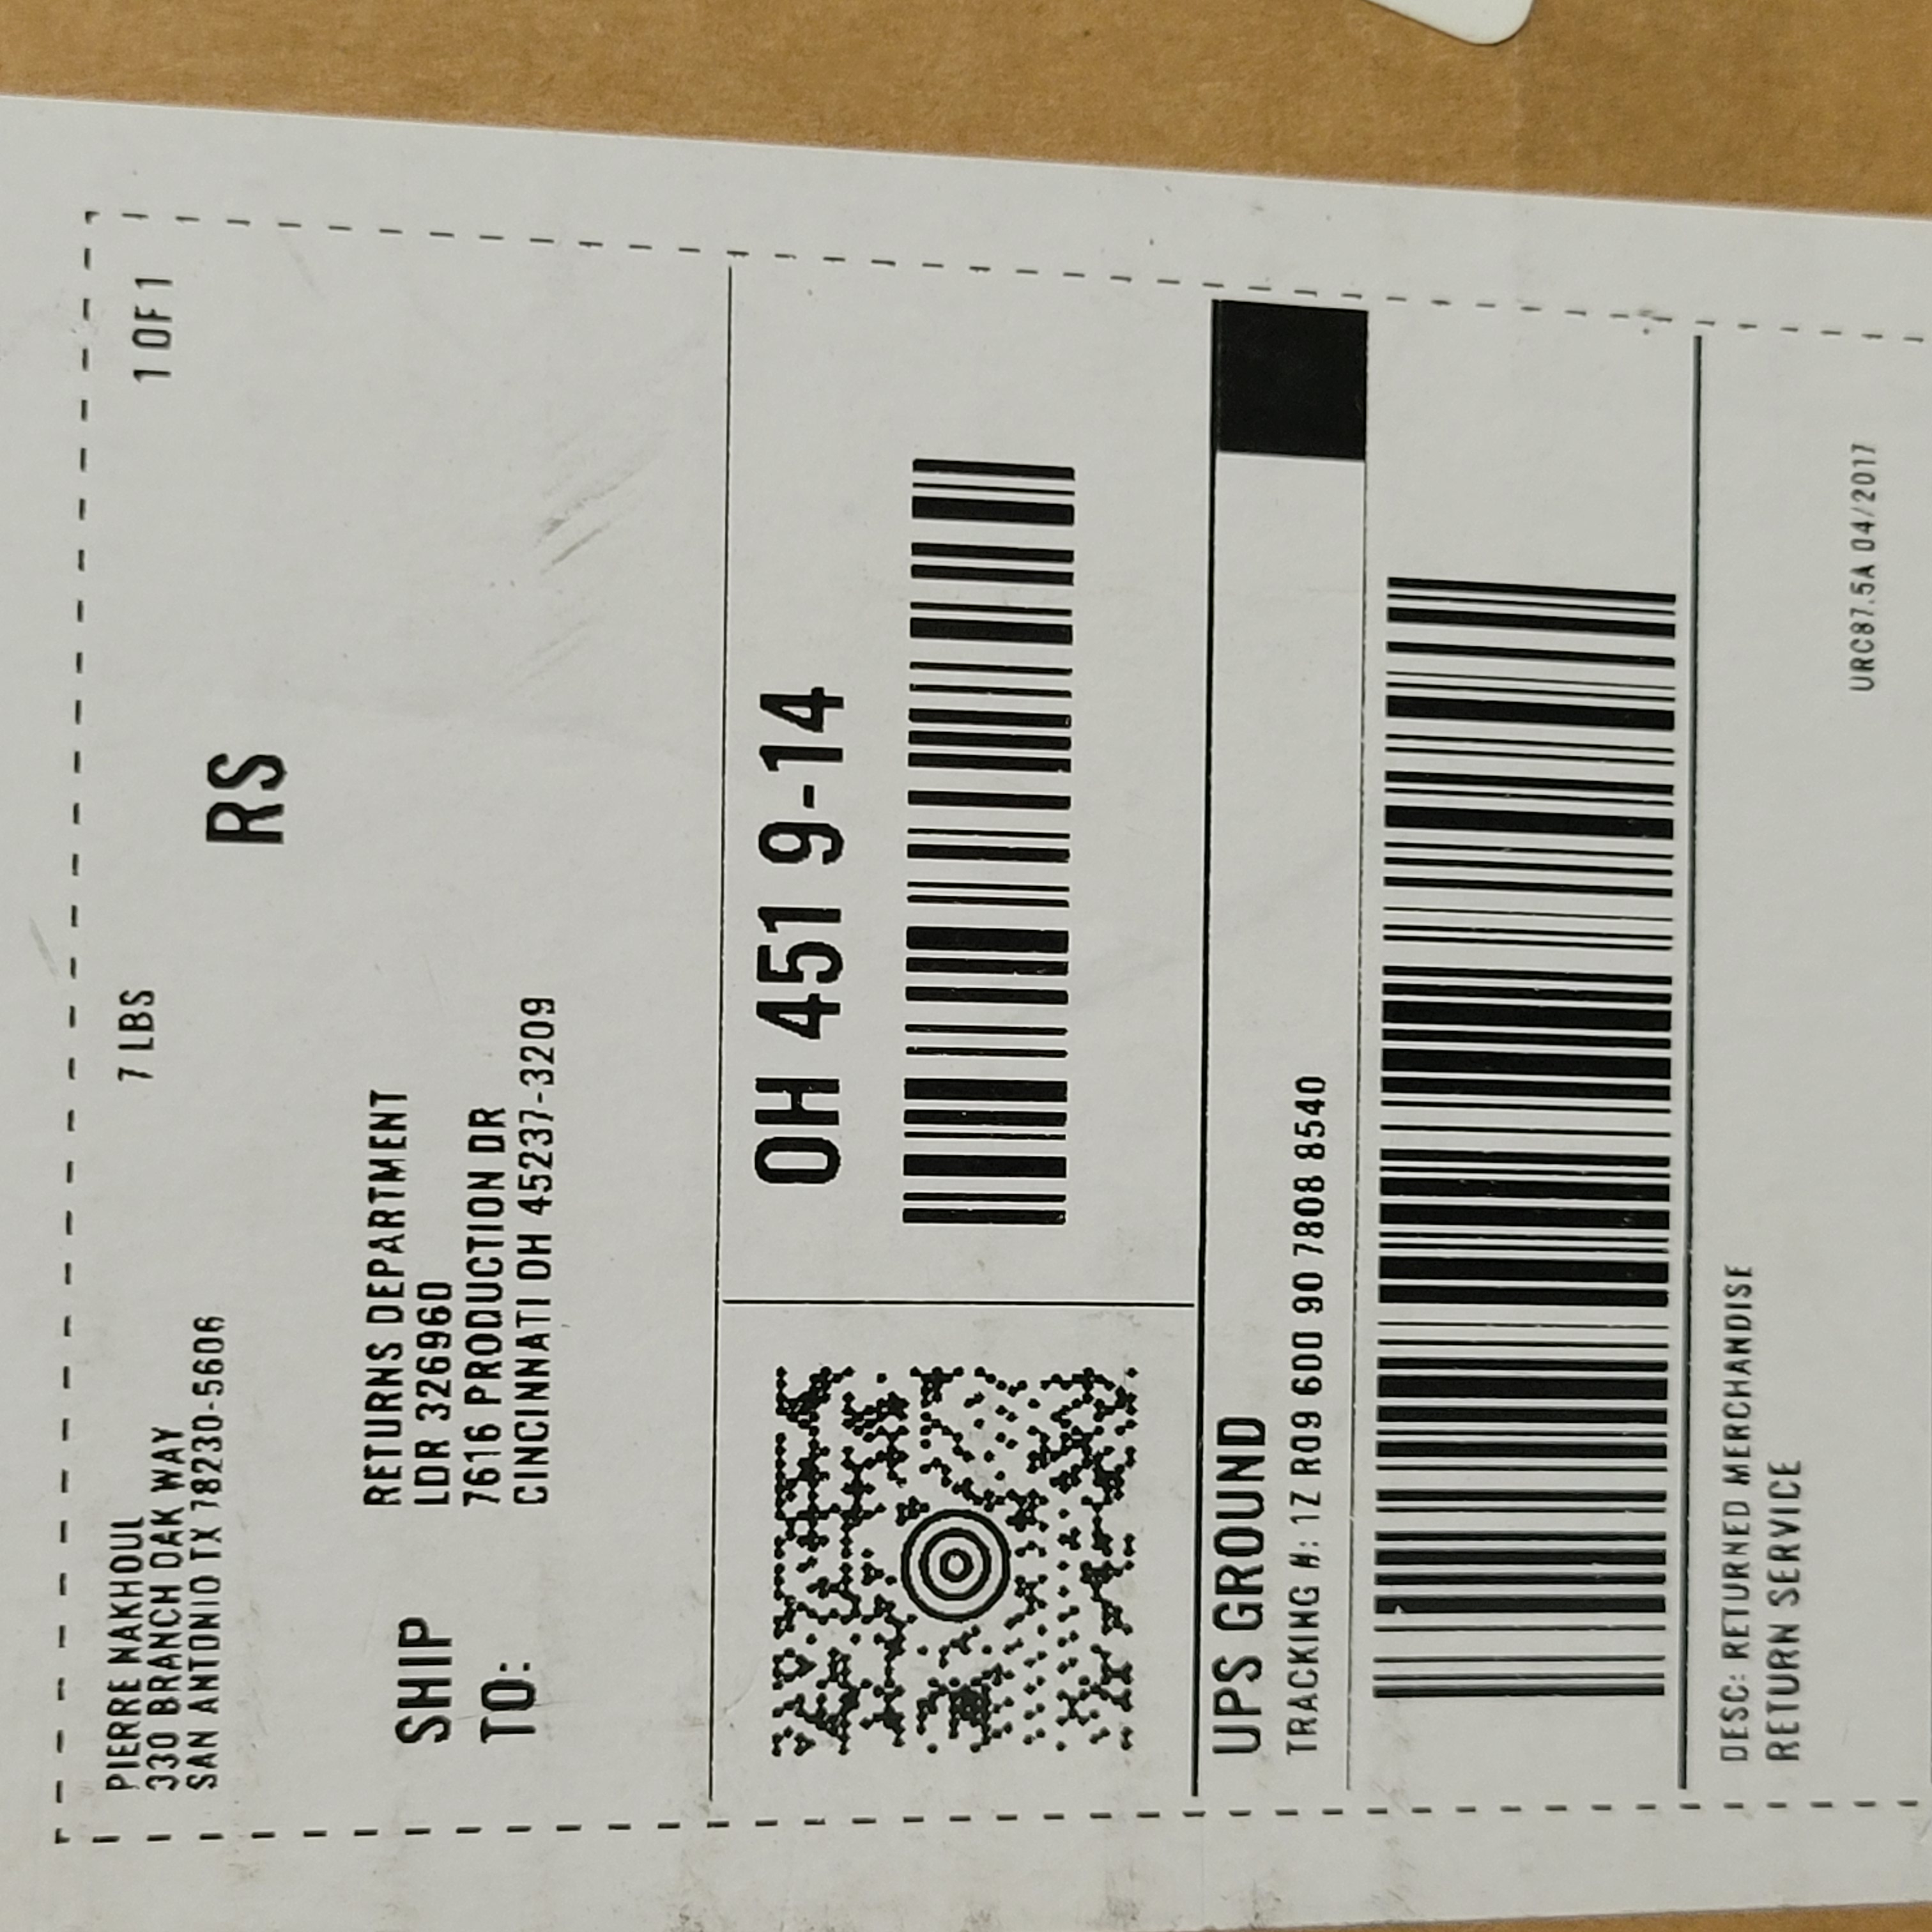 PIERRE NAKHOUL
330 BRANCH OAK WAY
SAN ANTONIO TX 78230-5606
7 LBS
1 OF 1
RS
SHIP
TO:
RETURNS DEPARTMENT
LDR 326960
7616 PRODUCTION DR
CINCINNATI OH 45237-3209
OH 451 9-14
UPS GROUND
TRACKING #: 1Z R09 600 90 7808 8540
DESC: RETURNED MERCHANDISE
RETURN SERVICE
URC87.5A 04/2017